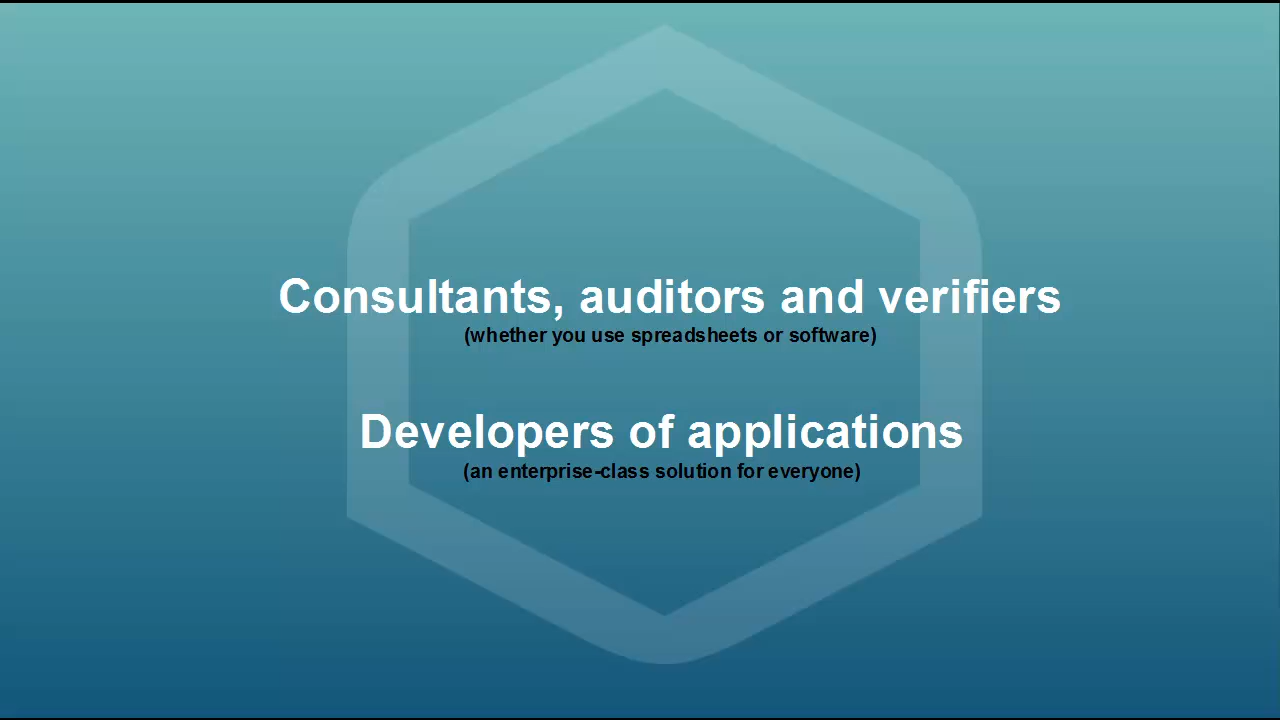 Consultants, auditors and verifiers
(whether you use spreadsheets or software)
Developers of applications
(an enterprise-class solution for everyone)